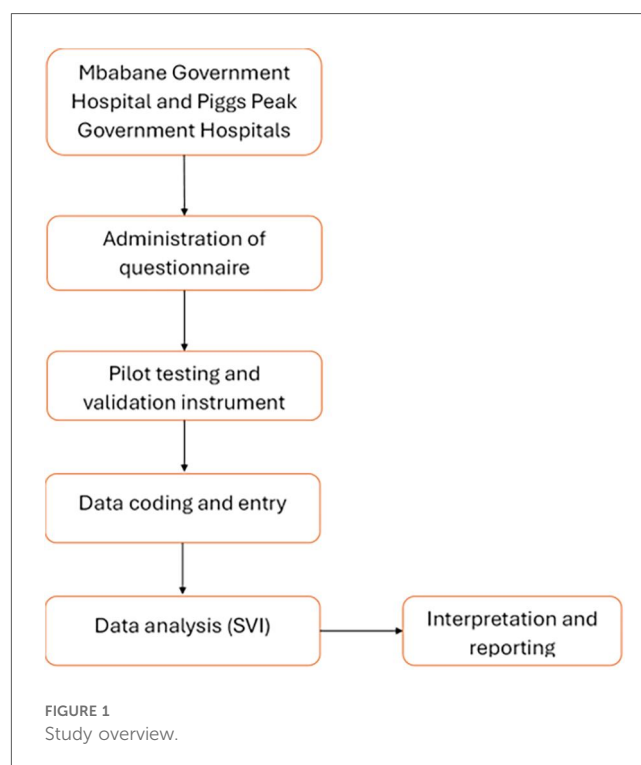 Mbabane Government
Hospital and Piggs Peak
Government Hospitals
Administration of
questionnaire
Pilot testing and
validation instrument
Data coding and entry
Data analysis (SVI)
Interpretation and
reporting
FIGURE 1
Study overview.